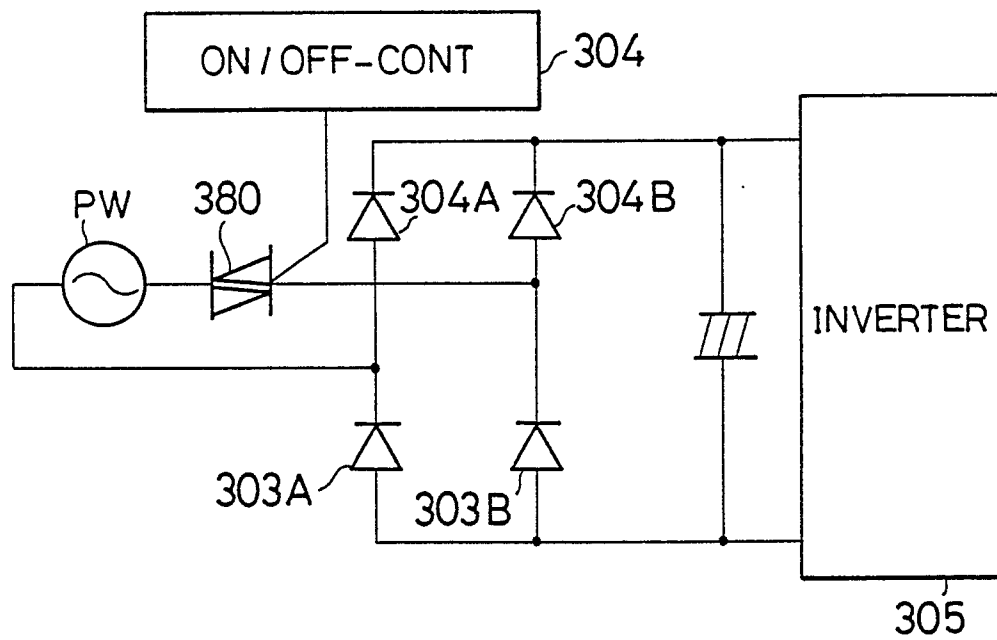 ON/OFF-CONT
304
PW
380
304A
304B
INVERTER
303A
303B
305